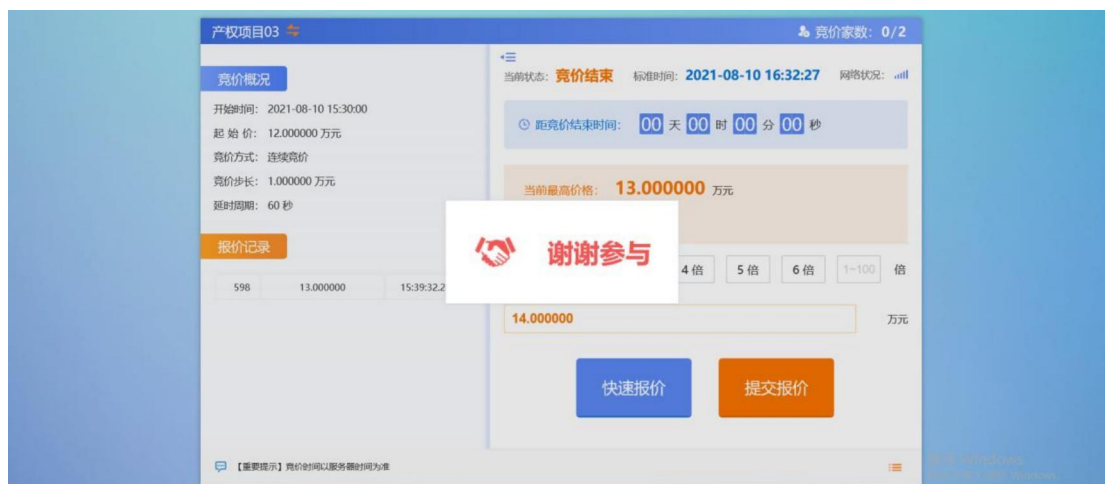 产权项目03
竞价家数: 0/2
竞价概况
开始时间: 2021-08-10 15:30:00
起 始 价: 12.000000 万元
竞价方式: 连续竞价
竞价步长: 1.000000 万元
延时周期: 60 秒
报价记录
598 13.000000 15:39:32.2
当前状态: 竞价结束 标准时间: 2021-08-10 16:32:27 网络状况:
距竞价结束时间: 00 天 00 时 00 分 00 秒
当前最高价格: 13.000000 万元
谢谢参与
4 倍 5 倍 6 倍 1~100 倍
14.000000 万元
快速报价 提交报价
【重要提示】竞价时间以服务器时间为准